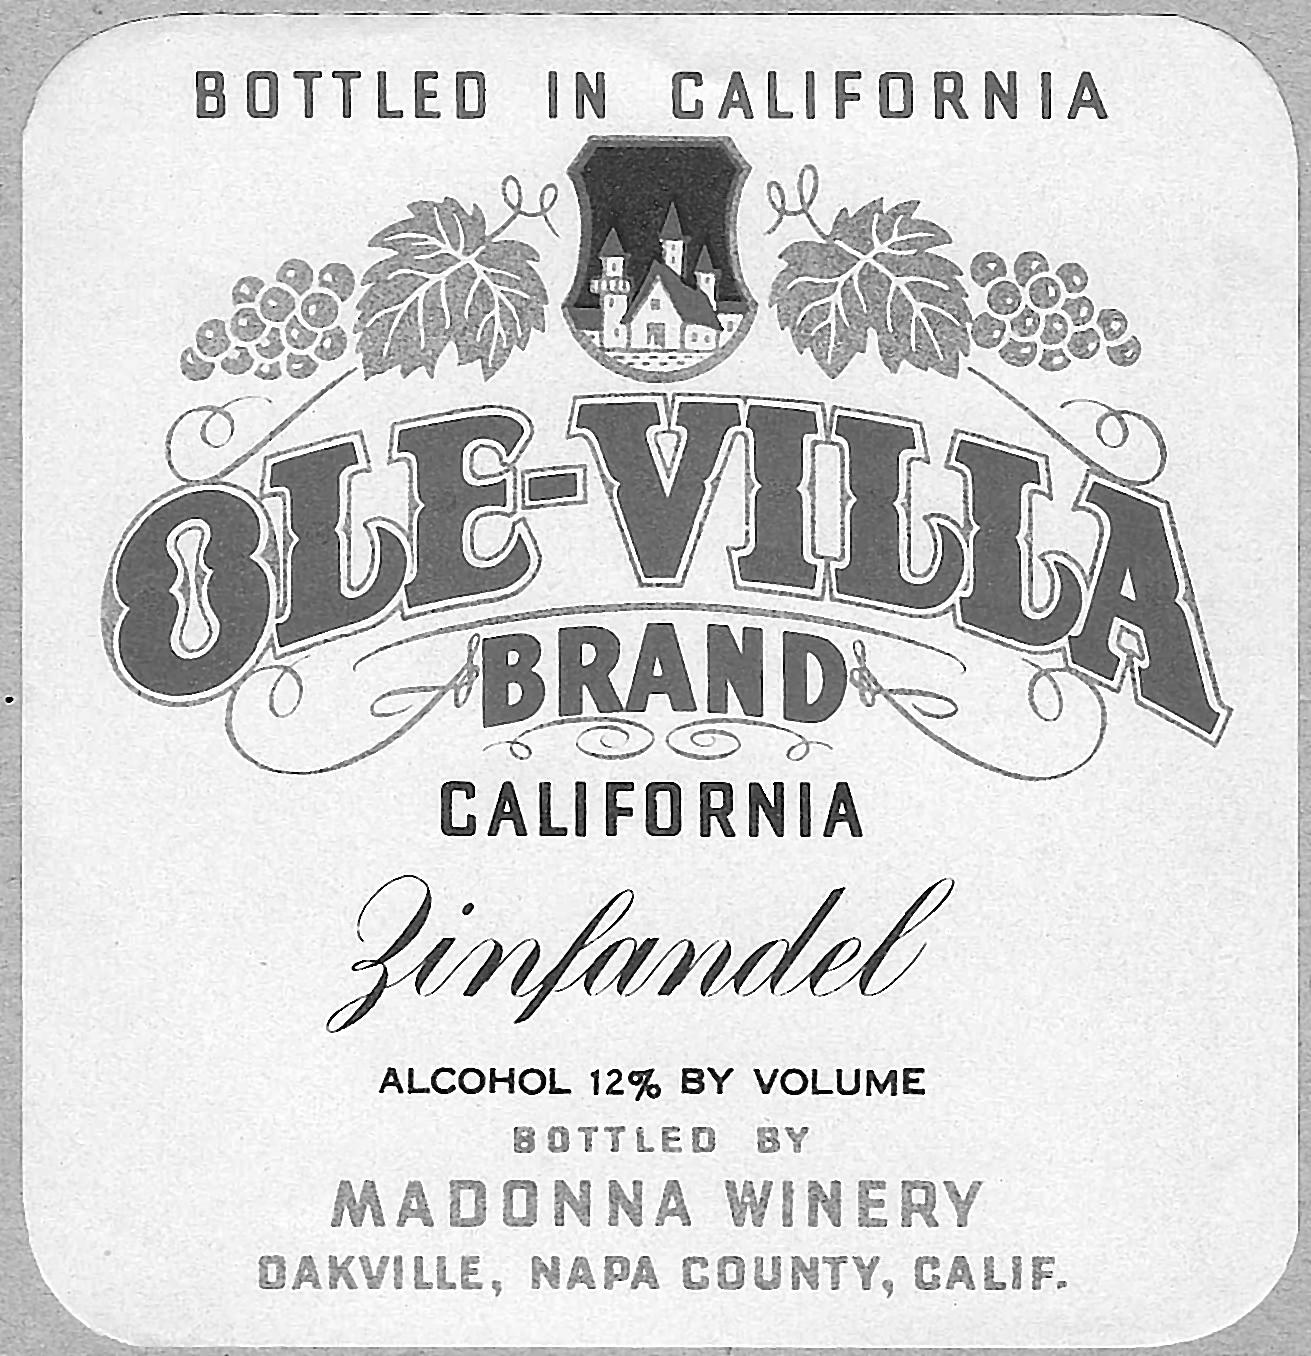 BOTTLED IN CALIFORNIA
OLE-VILLA
BRAND
CALIFORNIA
Zinfandel
ALCOHOL 12% BY VOLUME
BOTTLED BY
MADONNA WINERY
OAKVILLE, NAPA COUNTY, CALIF.